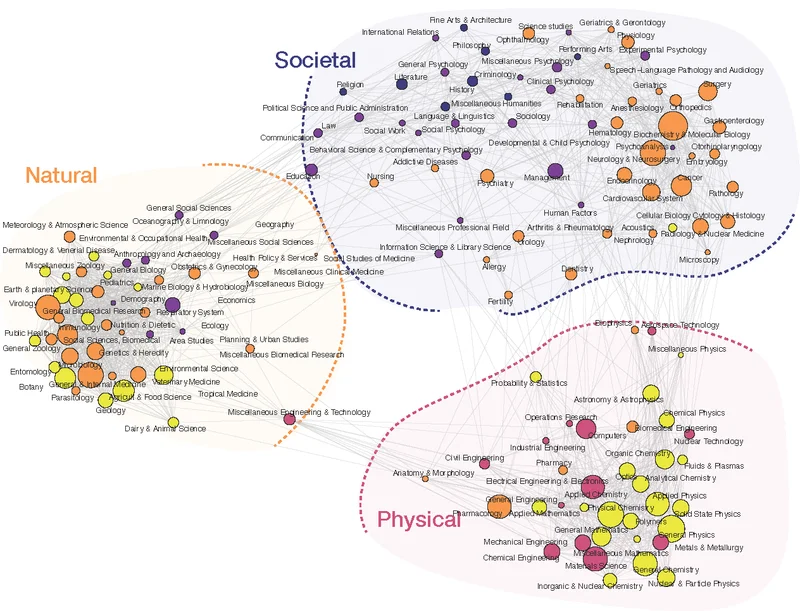 Fine Arts & Architecture
International Relations
Science studies
Geriatrics & Gerontology
Ophthalmology
Physiology
Philosophy
Performing Arts
Experimental Psychology
Societal
General Psychology
Miscellaneous Psychology
Speech-Language Pathology and Audiology
Literature
Criminology
Clinical Psychology
Surgery
Religion
History
Geriatrics
Miscellaneous Humanities
Rehabilitation
Anesthesiology
Orthopedics
Political Science and Public Administration
Language & Linguistics
Sociology
Gastroenterology
Law
Social Work
Social Psychology
Hematology
Biochemistry & Molecular Biology
Communication
Developmental & Child Psychology
Psychoanalysis
Otorhinolaryngology
Behavioral Science & Complementary Psychology
Neurology & Neurosurgery
Embryology
Addictive Diseases
Natural
Education
Nursing
Psychiatry
Management
Endocrinology
Cancer
Pathology
Cardiovascular System
General Social Sciences
Human Factors
Oceanography & Limnology
Cellular Biology Cytology & Histology
Meteorology & Atmospheric Science
Geography
Miscellaneous Professional Field
Arthritis & Rheumatology
Acoustics
Radiology & Nuclear Medicine
Environmental & Occupational Health
Miscellaneous Social Sciences
Urology
Nephrology
Dermatology & Venerial Disease
Anthropology and Archaeology
Health Policy & Services
Social Studies of Medicine
Information Science & Library Science
Microscopy
Miscellaneous Zoology
General Biology
Obstetrics & Gynecology
Miscellaneous Clinical Medicine
Allergy
Dentistry
Earth & planetary Science
Pediatrics
Marine Biology & Hydrobiology
Miscellaneous Biology
Virology
Demography
Economics
Fertility
General Biomedical Research
Respiratory System
Immunology
Nutrition & Dietetic
Ecology
Biophysics
Aerospace Technology
Public Health
Social Sciences, Biomedical
Area Studies
Planning & Urban Studies
General Zoology
Genetics & Heredity
Miscellaneous Biomedical Research
Miscellaneous Physics
Entomology
Microbiology
Environmental Science
Botany
General & Internal Medicine
Veterinary Medicine
Probability & Statistics
Parasitology
Agricult & Food Science
Tropical Medicine
Astronomy & Astrophysics
Geology
Miscellaneous Engineering & Technology
Operations Research
Chemical Physics
Dairy & Animal Science
Biomedical Engineering
Computers
Nuclear Technology
Industrial Engineering
Organic Chemistry
Civil Engineering
Pharmacy
Fluids & Plasmas
Anatomy & Morphology
Electrical Engineering & Electronics
Optics
Analytical Chemistry
General Engineering
Applied Chemistry
Applied Physics
Pharmacology
Applied Mathematics
Physical Chemistry
Solid State Physics
Physical
Polymers
General Mathematics
General Physics
Mechanical Engineering
Metals & Metallurgy
Chemical Engineering
Miscellaneous Mathematics
Materials Science
General Chemistry
Inorganic & Nuclear Chemistry
Nuclear & Particle Physics